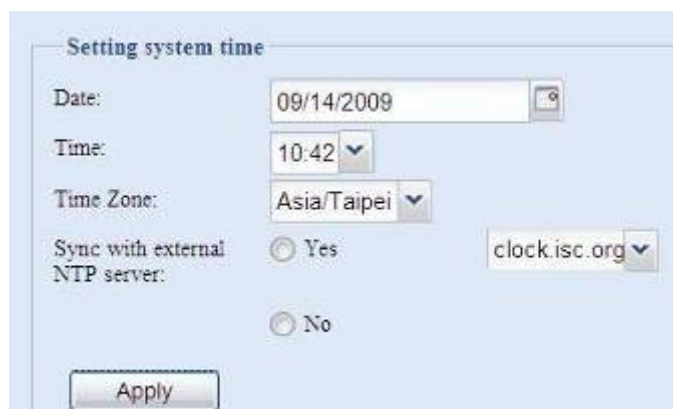 Setting system time
Date: 09/14/2009
Time: 10:42
Time Zone: Asia/Taipei
Sync with external Yes clock.isc.org
NTP server:
No
Apply